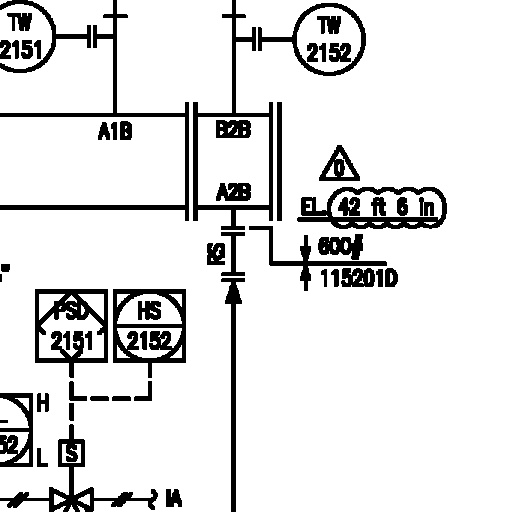 TW
2151
TW
2152
A1B
B2B
0
A2B
EL. 42 ft 6 in
600#
115201D
PSD
2151
HS
2152
H
52
L
S
IA